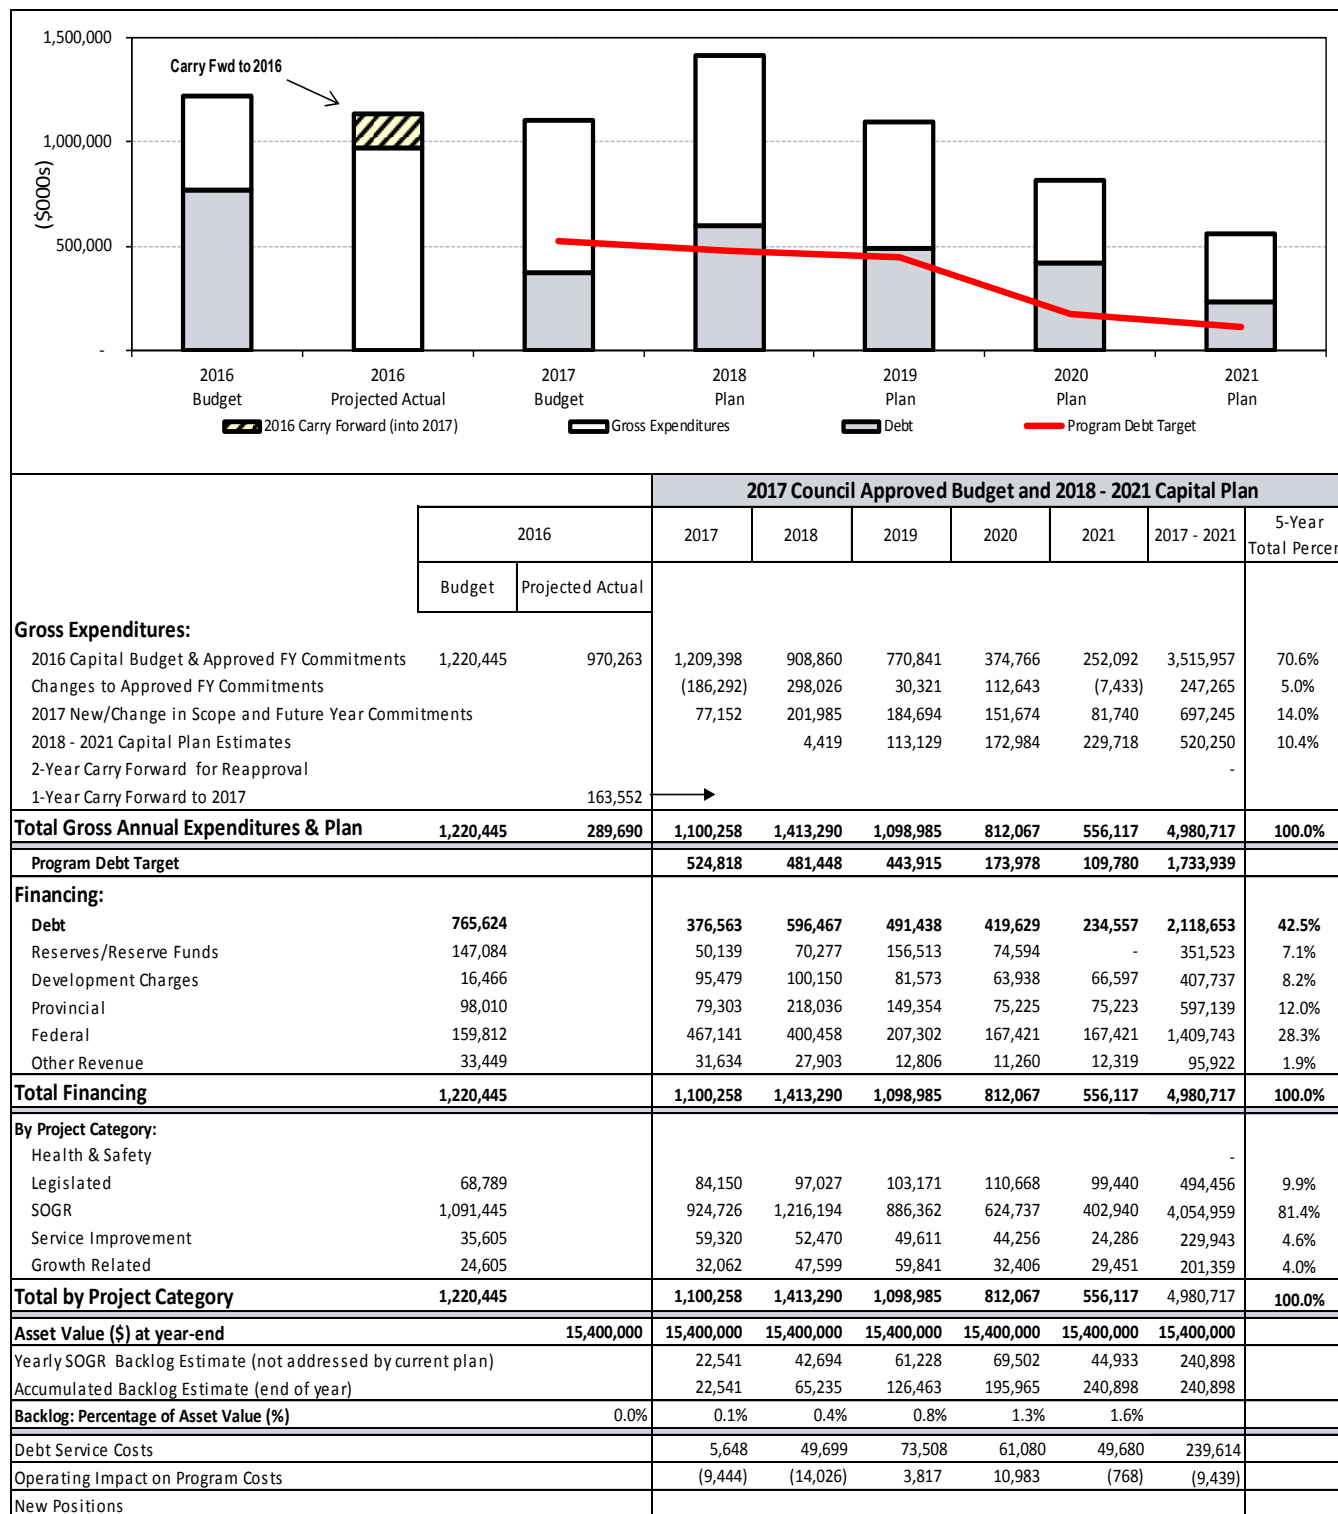 1,500,000
Carry Fwd to 2016
1,000,000
($000s)
500,000
-
2016 2016 2017 2018 2019 2020 2021
Budget Projected Actual Budget Plan Plan Plan Plan
2016 Carry Forward (into 2017) Gross Expenditures Debt Program Debt Target
2017 Council Approved Budget and 2018 - 2021 Capital Plan
2016 2017 2018 2019 2020 2021 2017 - 2021 5-Year
Total Percen
Budget Projected Actual
Gross Expenditures:
2016 Capital Budget & Approved FY Commitments 1,220,445 970,263 1,209,398 908,860 770,841 374,766 252,092 3,515,957 70.6%
Changes to Approved FY Commitments (186,292) 298,026 30,321 112,643 (7,433) 247,265 5.0%
2017 New/Change in Scope and Future Year Commitments 77,152 201,985 184,694 151,674 81,740 697,245 14.0%
2018 - 2021 Capital Plan Estimates 4,419 113,129 172,984 229,718 520,250 10.4%
2-Year Carry Forward for Reapproval -
1-Year Carry Forward to 2017 163,552
Total Gross Annual Expenditures & Plan 1,220,445 289,690 1,100,258 1,413,290 1,098,985 812,067 556,117 4,980,717 100.0%
Program Debt Target 524,818 481,448 443,915 173,978 109,780 1,733,939
Financing:
Debt 765,624 376,563 596,467 491,438 419,629 234,557 2,118,653 42.5%
Reserves/Reserve Funds 147,084 50,139 70,277 156,513 74,594 - 351,523 7.1%
Development Charges 16,466 95,479 100,150 81,573 63,938 66,597 407,737 8.2%
Provincial 98,010 79,303 218,036 149,354 75,225 75,223 597,139 12.0%
Federal 159,812 467,141 400,458 207,302 167,421 167,421 1,409,743 28.3%
Other Revenue 33,449 31,634 27,903 12,806 11,260 12,319 95,922 1.9%
Total Financing 1,220,445 1,100,258 1,413,290 1,098,985 812,067 556,117 4,980,717 100.0%
By Project Category:
Health & Safety -
Legislated 68,789 84,150 97,027 103,171 110,668 99,440 494,456 9.9%
SOGR 1,091,445 924,726 1,216,194 886,362 624,737 402,940 4,054,959 81.4%
Service Improvement 35,605 59,320 52,470 49,611 44,256 24,286 229,943 4.6%
Growth Related 24,605 32,062 47,599 59,841 32,406 29,451 201,359 4.0%
Total by Project Category 1,220,445 1,100,258 1,413,290 1,098,985 812,067 556,117 4,980,717 100.0%
Asset Value ($) at year-end 15,400,000 15,400,000 15,400,000 15,400,000 15,400,000 15,400,000 15,400,000
Yearly SOGR Backlog Estimate (not addressed by current plan) 22,541 42,694 61,228 69,502 44,933 240,898
Accumulated Backlog Estimate (end of year) 22,541 65,235 126,463 195,965 240,898 240,898
Backlog: Percentage of Asset Value (%) 0.0% 0.1% 0.4% 0.8% 1.3% 1.6%
Debt Service Costs 5,648 49,699 73,508 61,080 49,680 239,614
Operating Impact on Program Costs (9,444) (14,026) 3,817 10,983 (768) (9,439)
New Positions